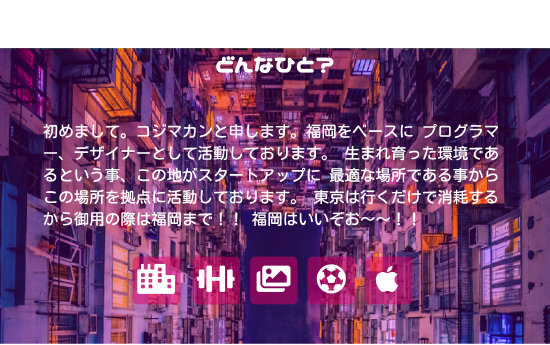 どんなひと?
初めまして。コジマカンと申します。福岡をベースに プログラマ
ー、デザイナーとして活動しております。 生まれ育った環境であ
るという事、この地がスタートアップに 最適な場所である事から
この場所を拠点に活動しております。 東京は行くだけで消耗する
から御用の際は福岡まで！！ 福岡はいいぞお〜〜！！